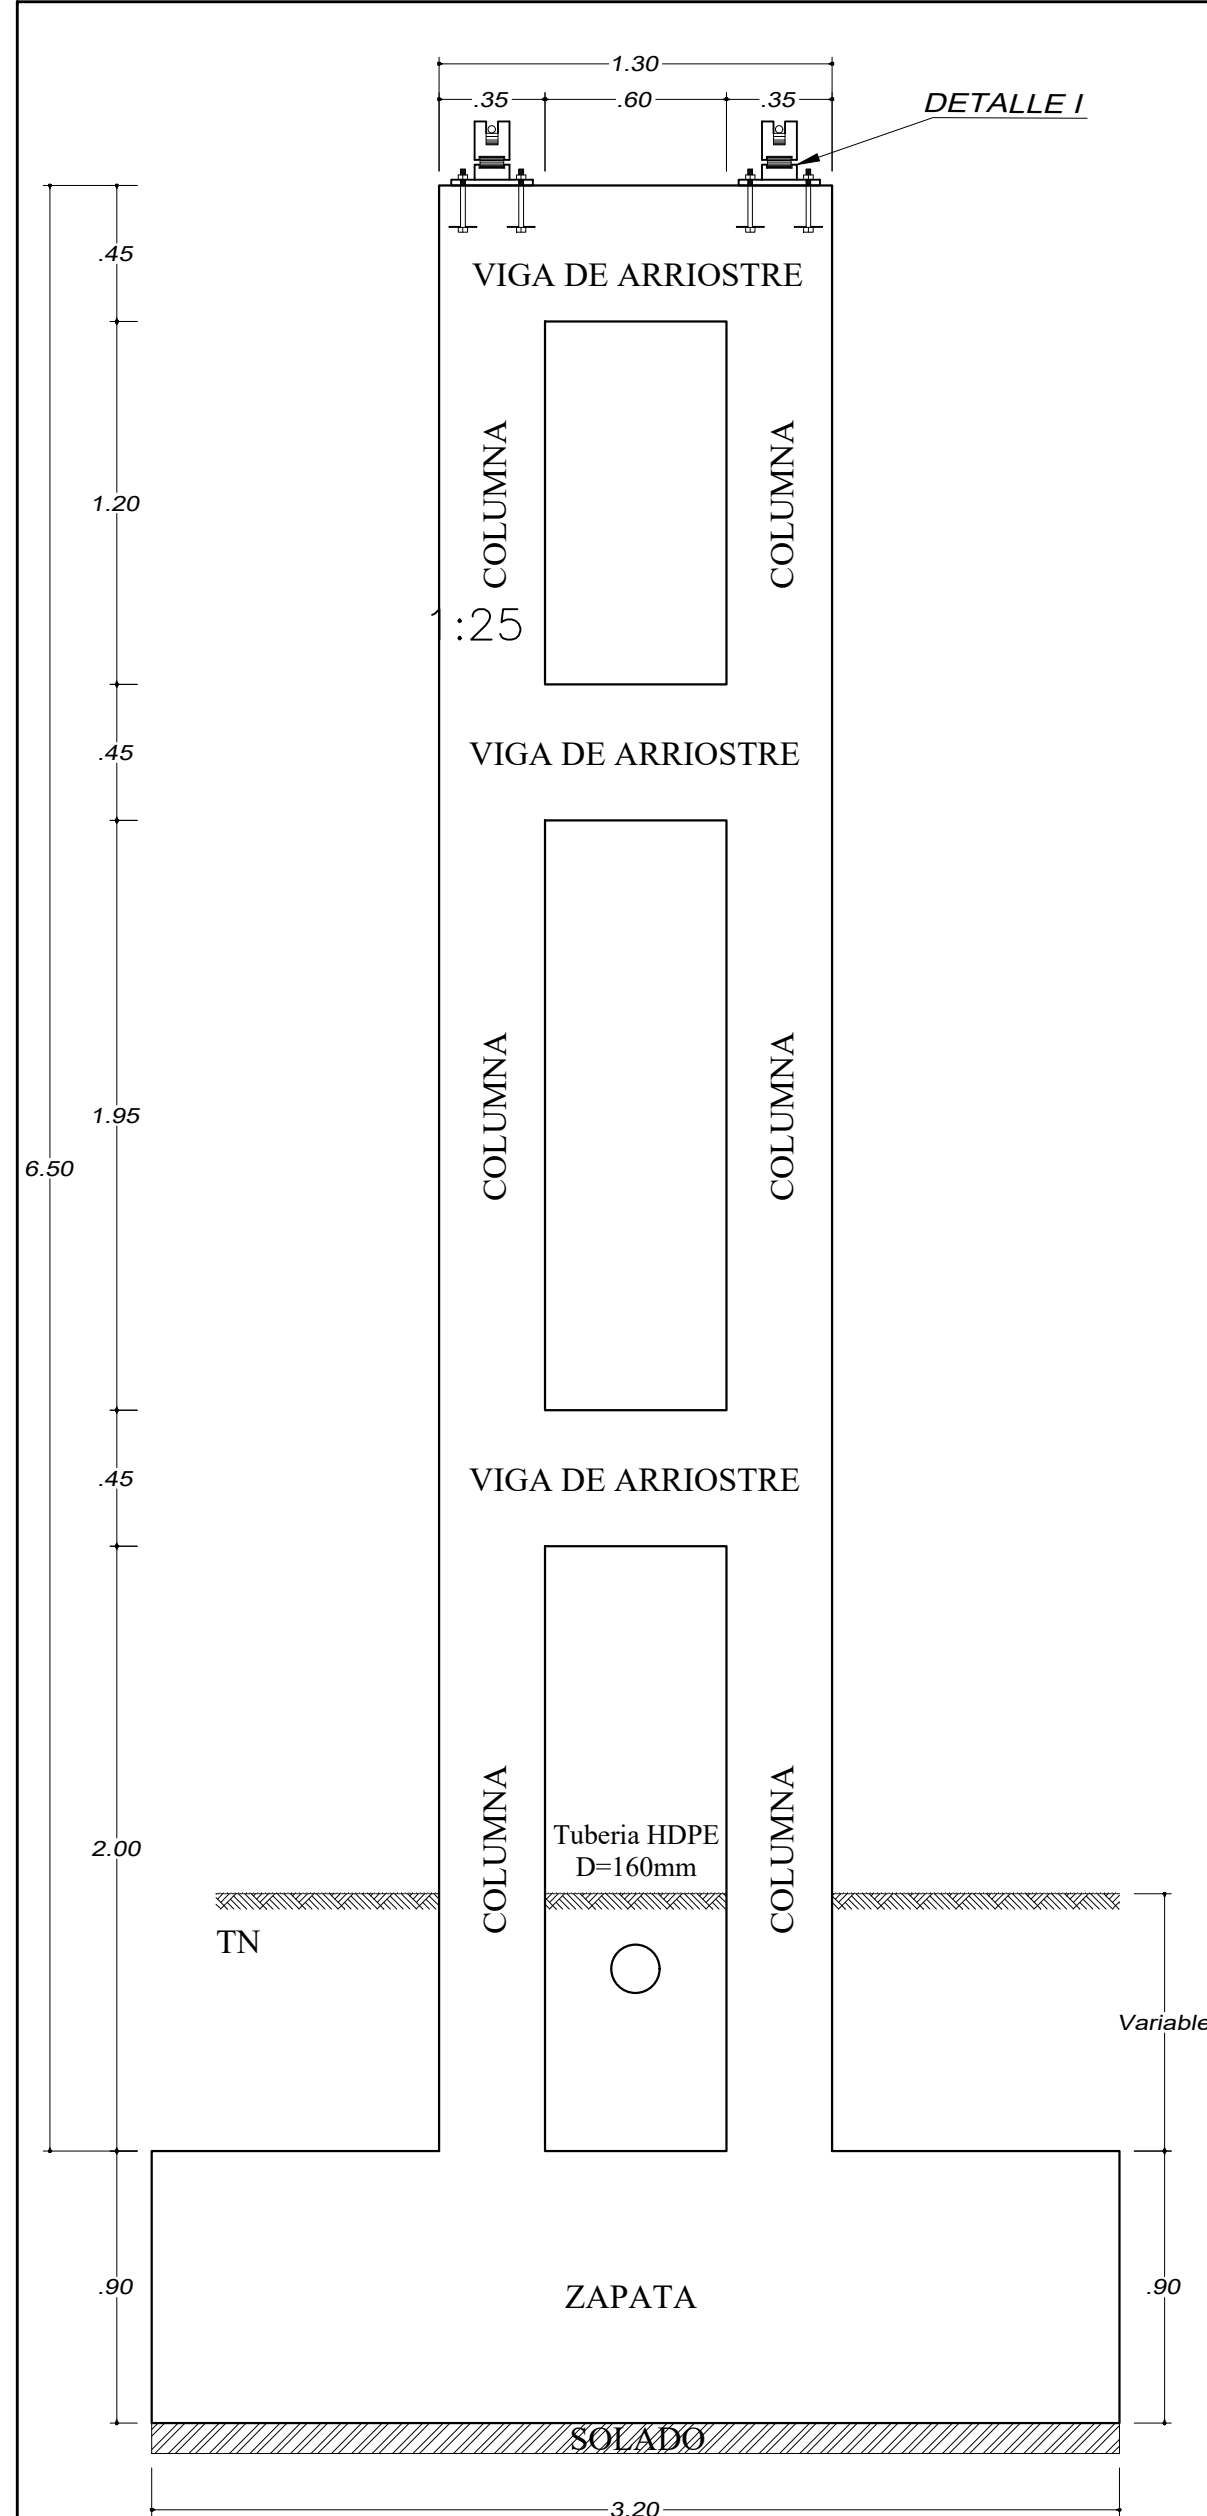 1.30
.35
.60
.35
DETALLE I
.45
VIGA DE ARRIOSTRE
1.20
COLUMNA
COLUMNA
1:25
.45
VIGA DE ARRIOSTRE
1.95
COLUMNA
COLUMNA
6.50
.45
VIGA DE ARRIOSTRE
2.00
COLUMNA
Tuberia HDPE
D=160mm
COLUMNA
TN
Variable
.90
ZAPATA
.90
SOLADO
3.20